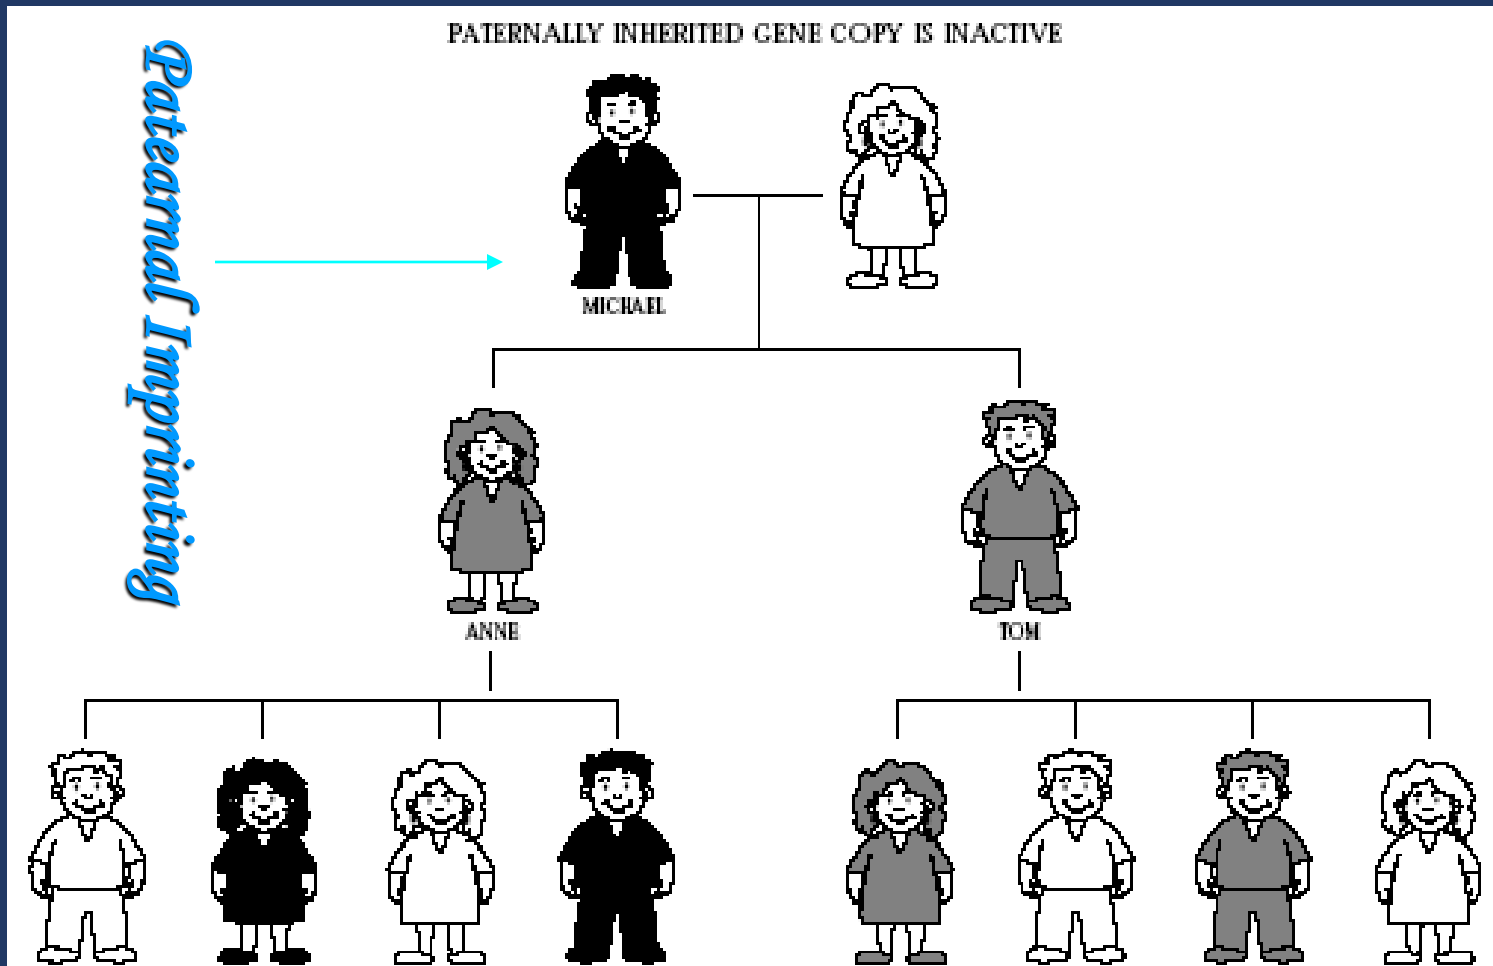 PATERNALLY INHERITED GENE COPY IS INACTIVE
Patearnal Imprinting
MICHAEL
ANNE
TOM